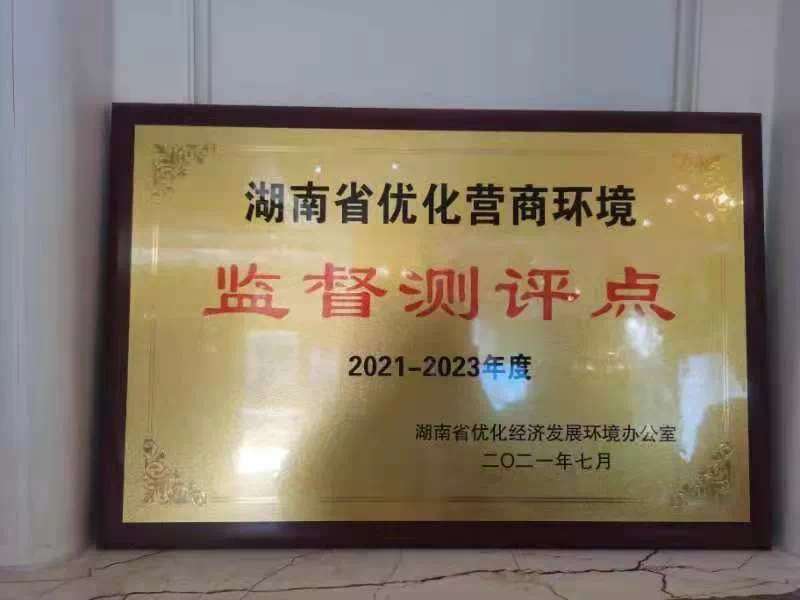 湖南省优化营商环境
监督测评点
2021-2023年度
湖南省优化经济发展环境办公室
二〇二一年七月